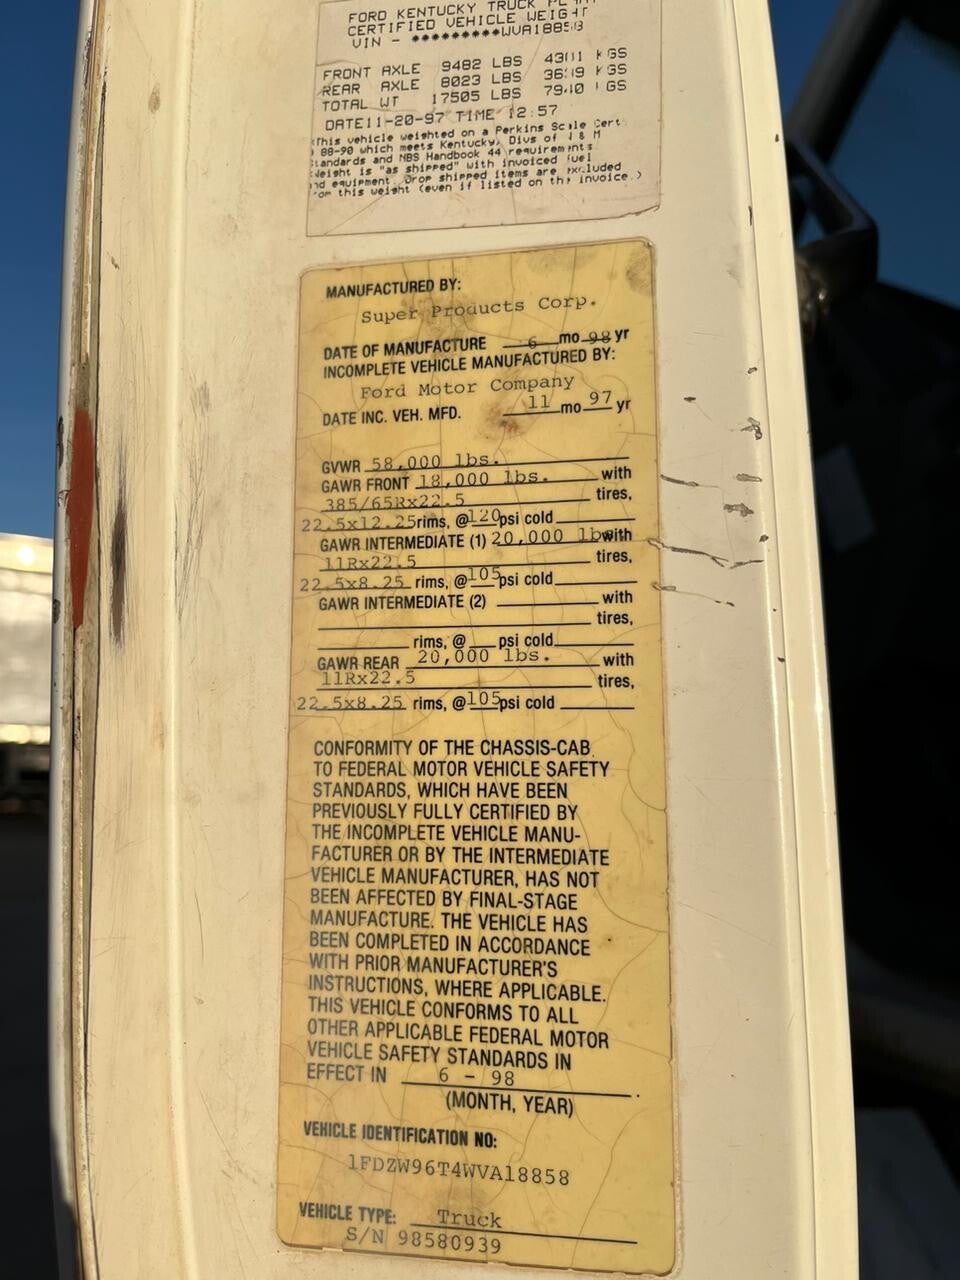 FORD KENTUCKY TRUCK
CERTIFIED VEHICLE WEIGHT
VIN - *********WVA18858
FRONT AXLE 9482 LBS 4301 KGS
REAR AXLE 8023 LBS 3639 KGS
TOTAL WT 17505 LBS 7940 KGS
DATE11-20-97 TIME 12:57
This vehicle weighted on a Perkins Scale Cert.
88-90 which meets Kentucky, Divs of I & M
Standards and NBS Handbook 44 requirements
Weight is "as shipped" with invoiced fuel
and equipment. Drop shipped items are excluded
from this weight (even if listed on the invoice.)
MANUFACTURED BY:
Super Products Corp.
DATE OF MANUFACTURE 6 mo 98 yr
INCOMPLETE VEHICLE MANUFACTURED BY:
Ford Motor Company
DATE INC. VEH. MFD. 11 mo 97 yr
GVWR 58,000 lbs.
GAWR FRONT 18,000 lbs. with
385/65Rx22.5 tires,
22.5x12.25 rims, @ 120 psi cold
GAWR INTERMEDIATE (1) 20,000 lbs with
11Rx22.5 tires,
22.5x8.25 rims, @ 105 psi cold
GAWR INTERMEDIATE (2) with
tires,
rims, @ psi cold
GAWR REAR 20,000 lbs. with
11Rx22.5 tires,
22.5x8.25 rims, @ 105 psi cold
CONFORMITY OF THE CHASSIS-CAB
TO FEDERAL MOTOR VEHICLE SAFETY
STANDARDS, WHICH HAVE BEEN
PREVIOUSLY FULLY CERTIFIED BY
THE INCOMPLETE VEHICLE MANU-
FACTURER OR BY THE INTERMEDIATE
VEHICLE MANUFACTURER, HAS NOT
BEEN AFFECTED BY FINAL-STAGE
MANUFACTURE. THE VEHICLE HAS
BEEN COMPLETED IN ACCORDANCE
WITH PRIOR MANUFACTURER'S
INSTRUCTIONS, WHERE APPLICABLE.
THIS VEHICLE CONFORMS TO ALL
OTHER APPLICABLE FEDERAL MOTOR
VEHICLE SAFETY STANDARDS IN
EFFECT IN 6 - 98.
(MONTH, YEAR)
VEHICLE IDENTIFICATION NO:
1FDZW96T4WVA18858
VEHICLE TYPE: Truck
S/N 98580939